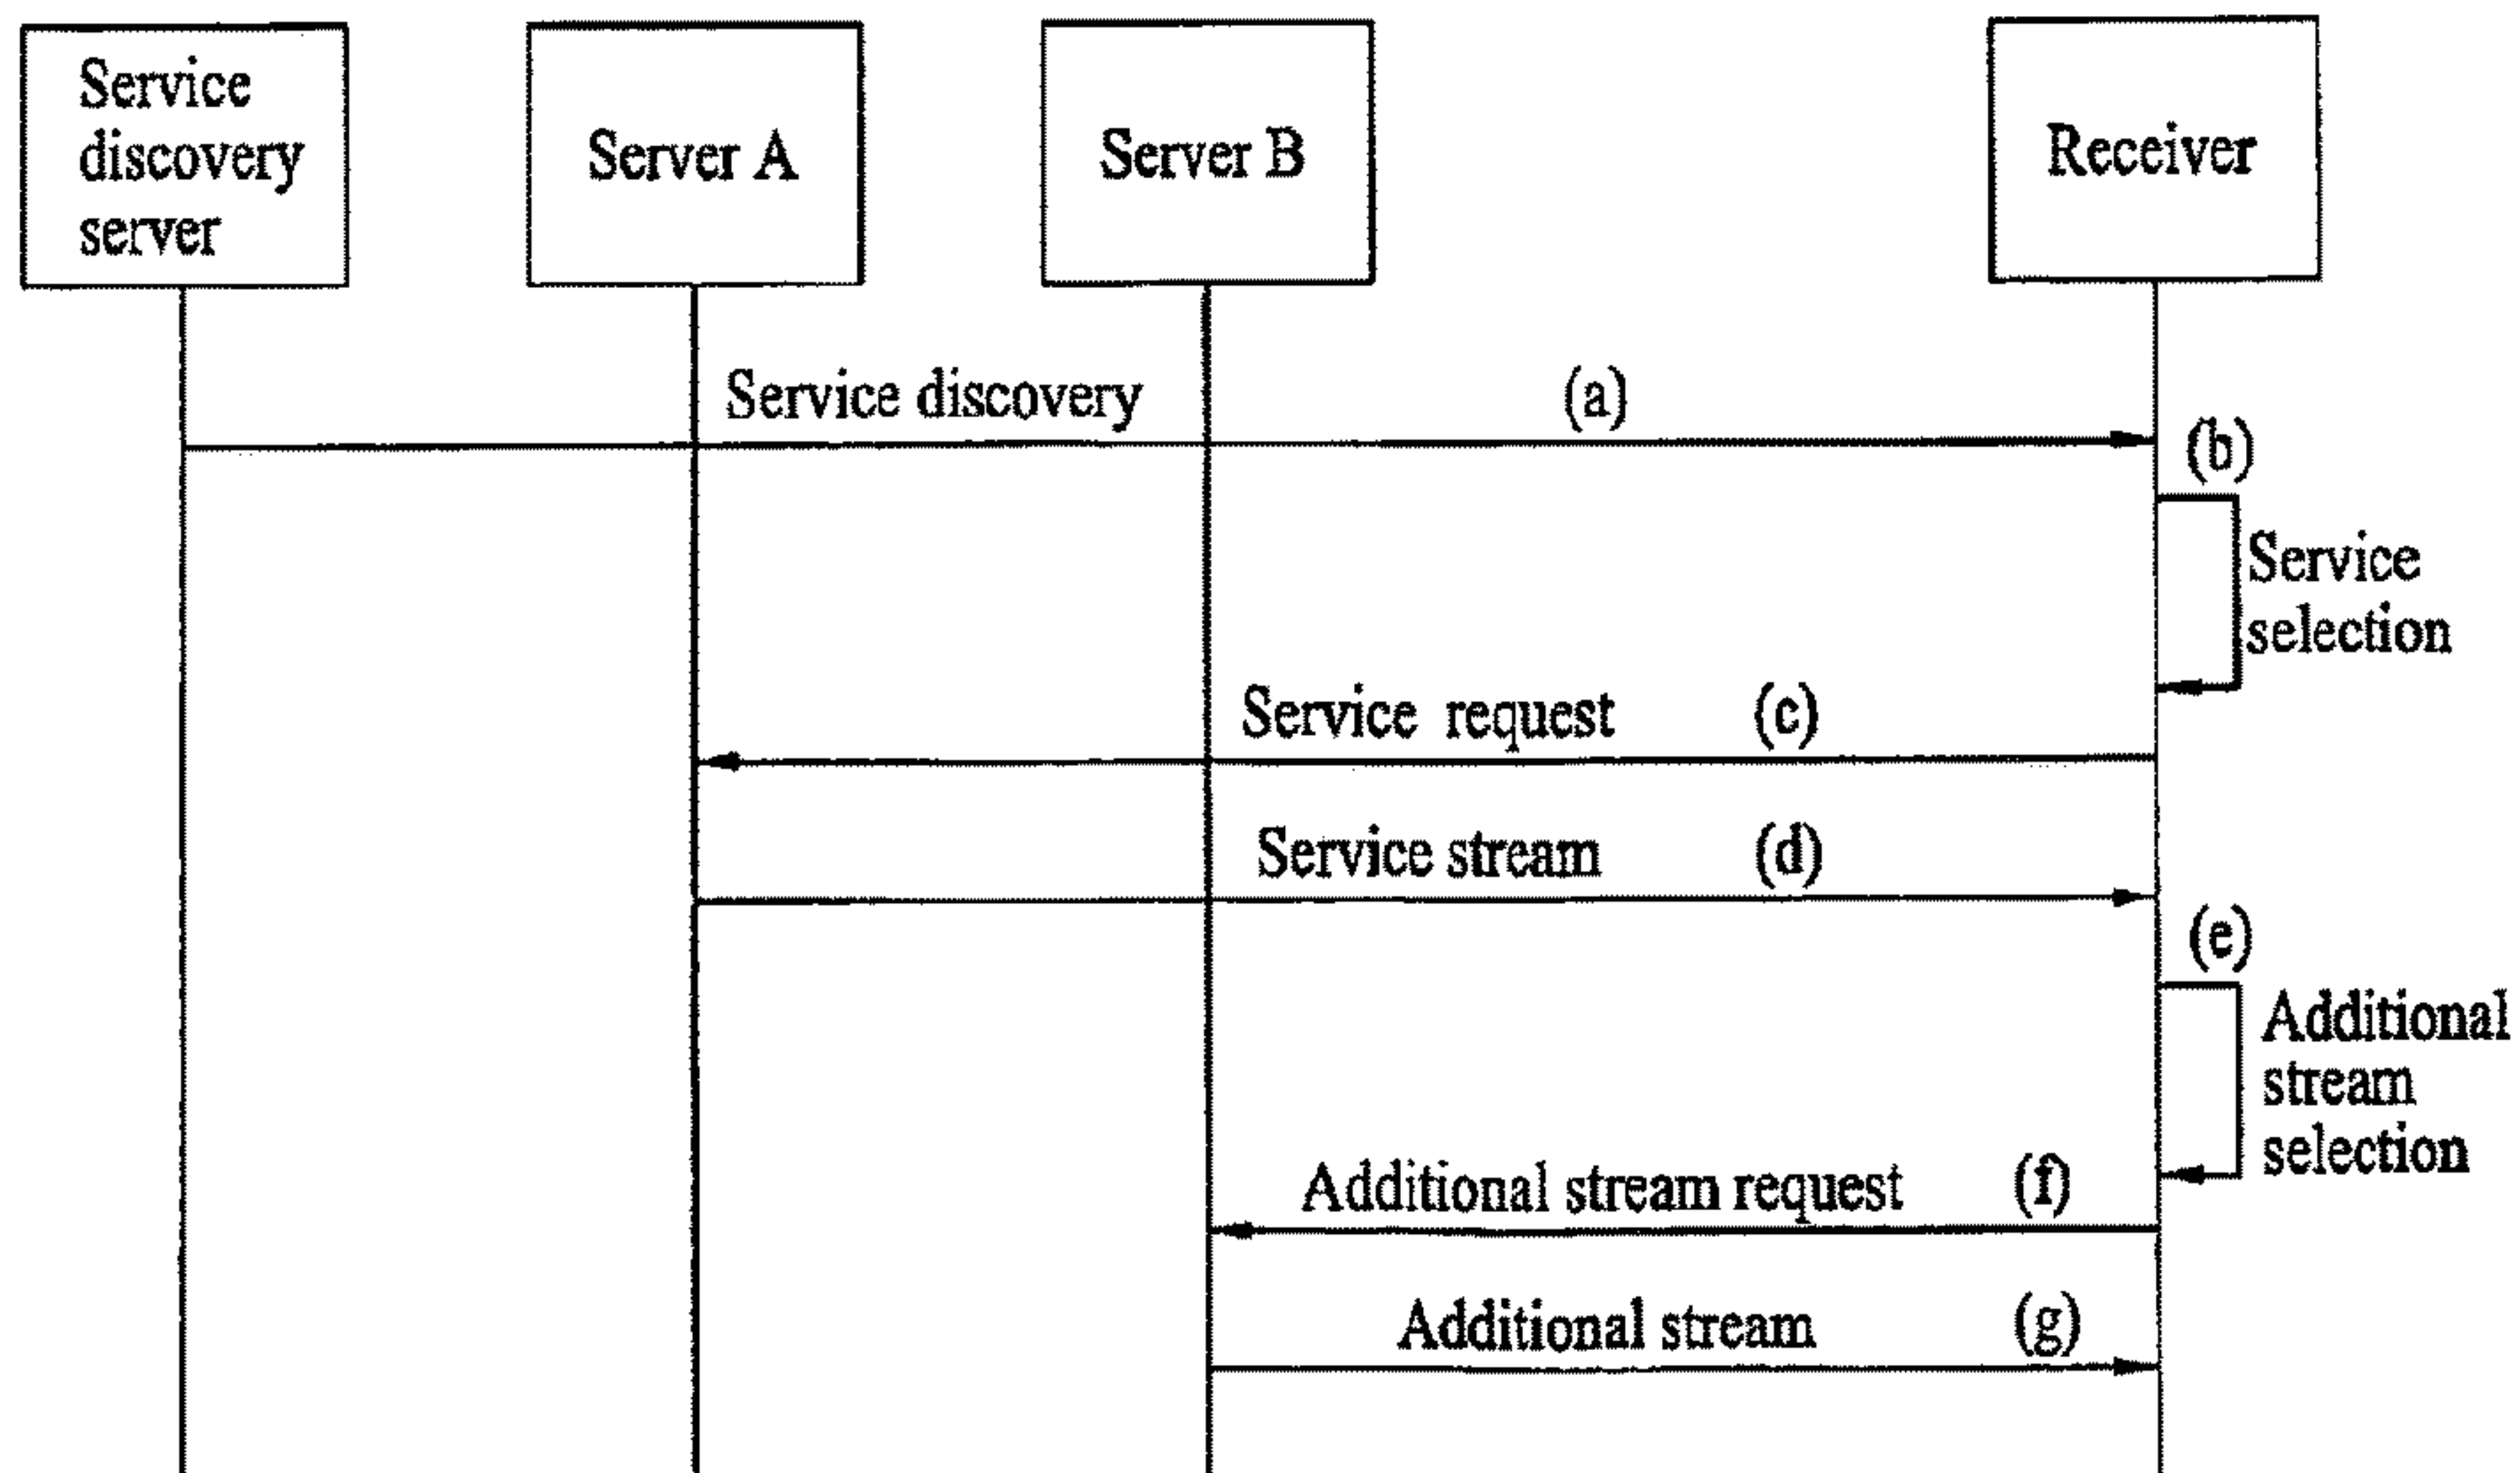 Service
discovery
server
Server A
Server B
Receiver
Service discovery (a)
(b)
Service
selection
Service request (c)
Service stream (d)
(e)
Additional
stream
selection
Additional stream request (f)
Additional stream (g)